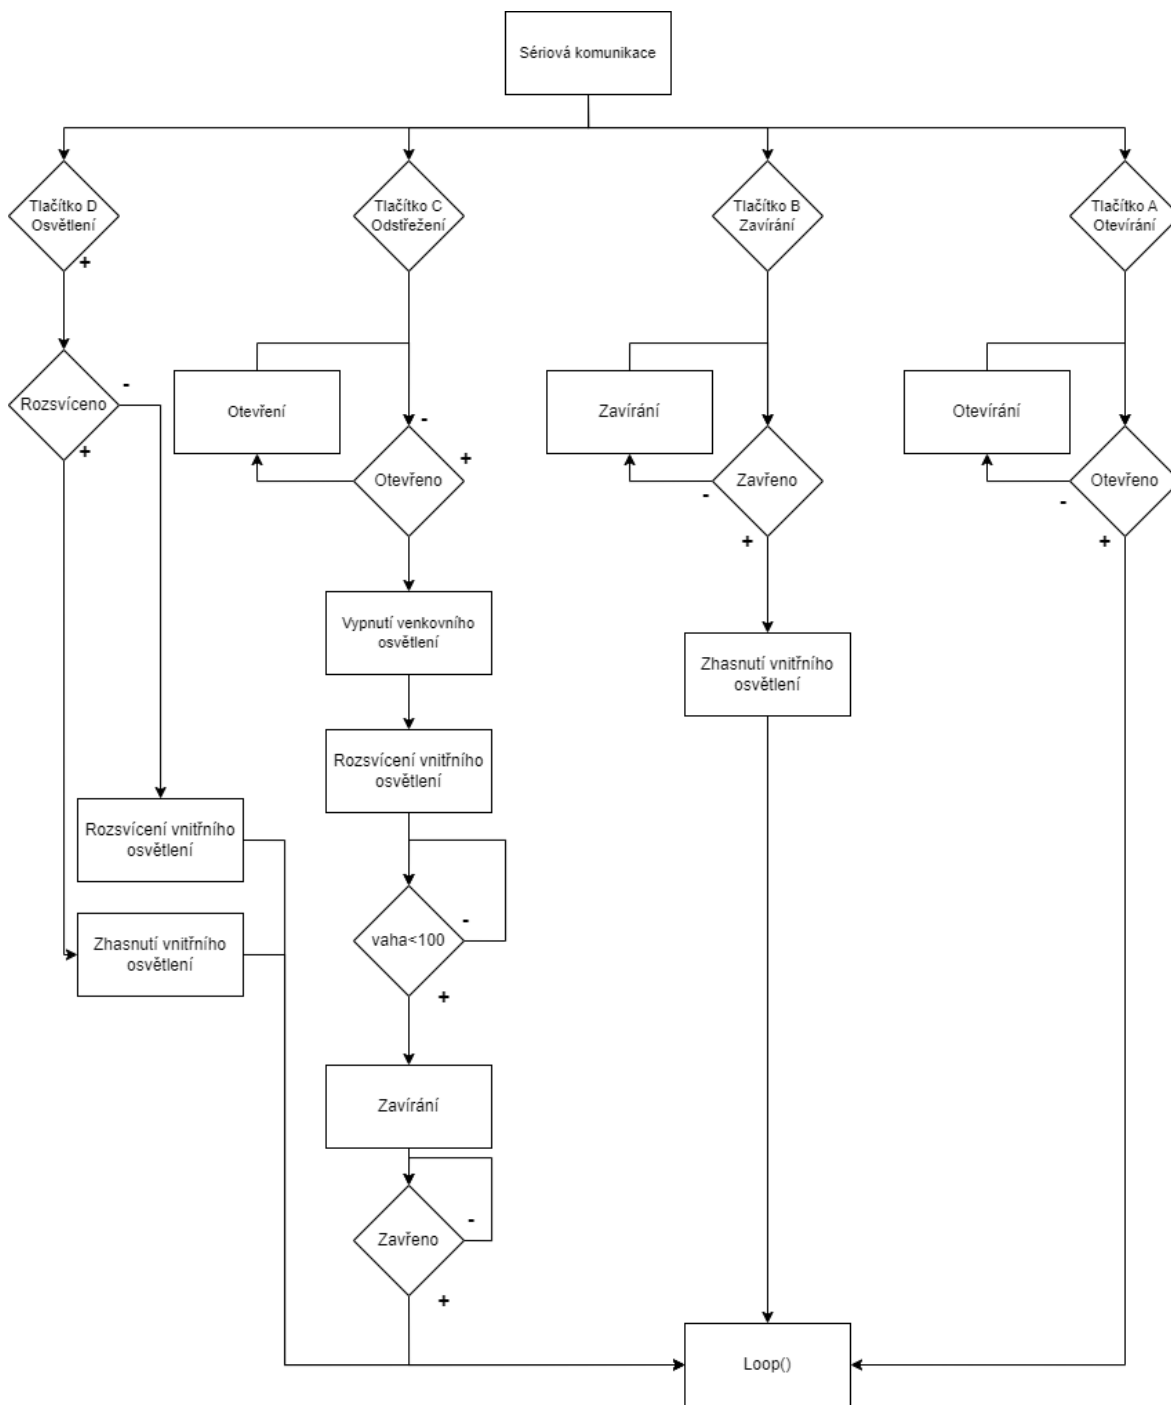 Sériová komunikace
Tlačítko D
Osvětlení
+
Tlačítko C
Odstřežení
Tlačítko B
Zavírání
Tlačítko A
Otevírání
Rozsvíceno
-
+
Otevření
-
Otevřeno
+
Zavírání
Zavřeno
-
+
Otevírání
Otevřeno
-
+
Vypnutí venkovního
osvětlení
Zhasnutí vnitřního
osvětlení
Rozsvícení vnitřního
osvětlení
Rozsvícení vnitřního
osvětlení
Zhasnutí vnitřního
osvětlení
vaha<100
-
+
Zavírání
Zavřeno
-
+
Loop()